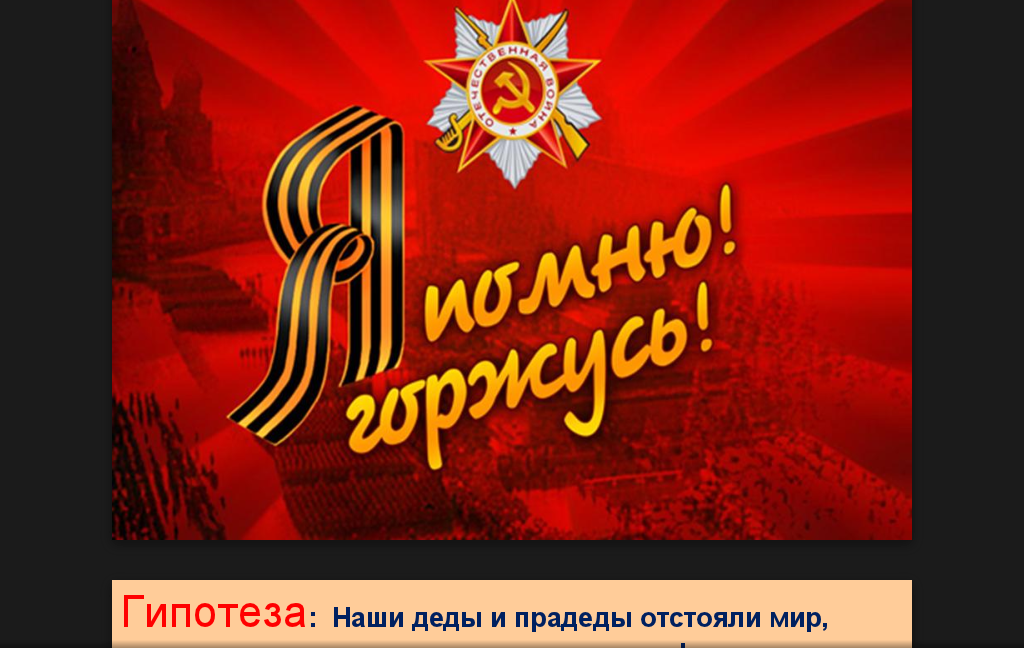 ОТЕЧЕСТВЕННАЯ ВОЙНА
Я помню!
горжусь!
Гипотеза: Наши деды и прадеды отстояли мир,